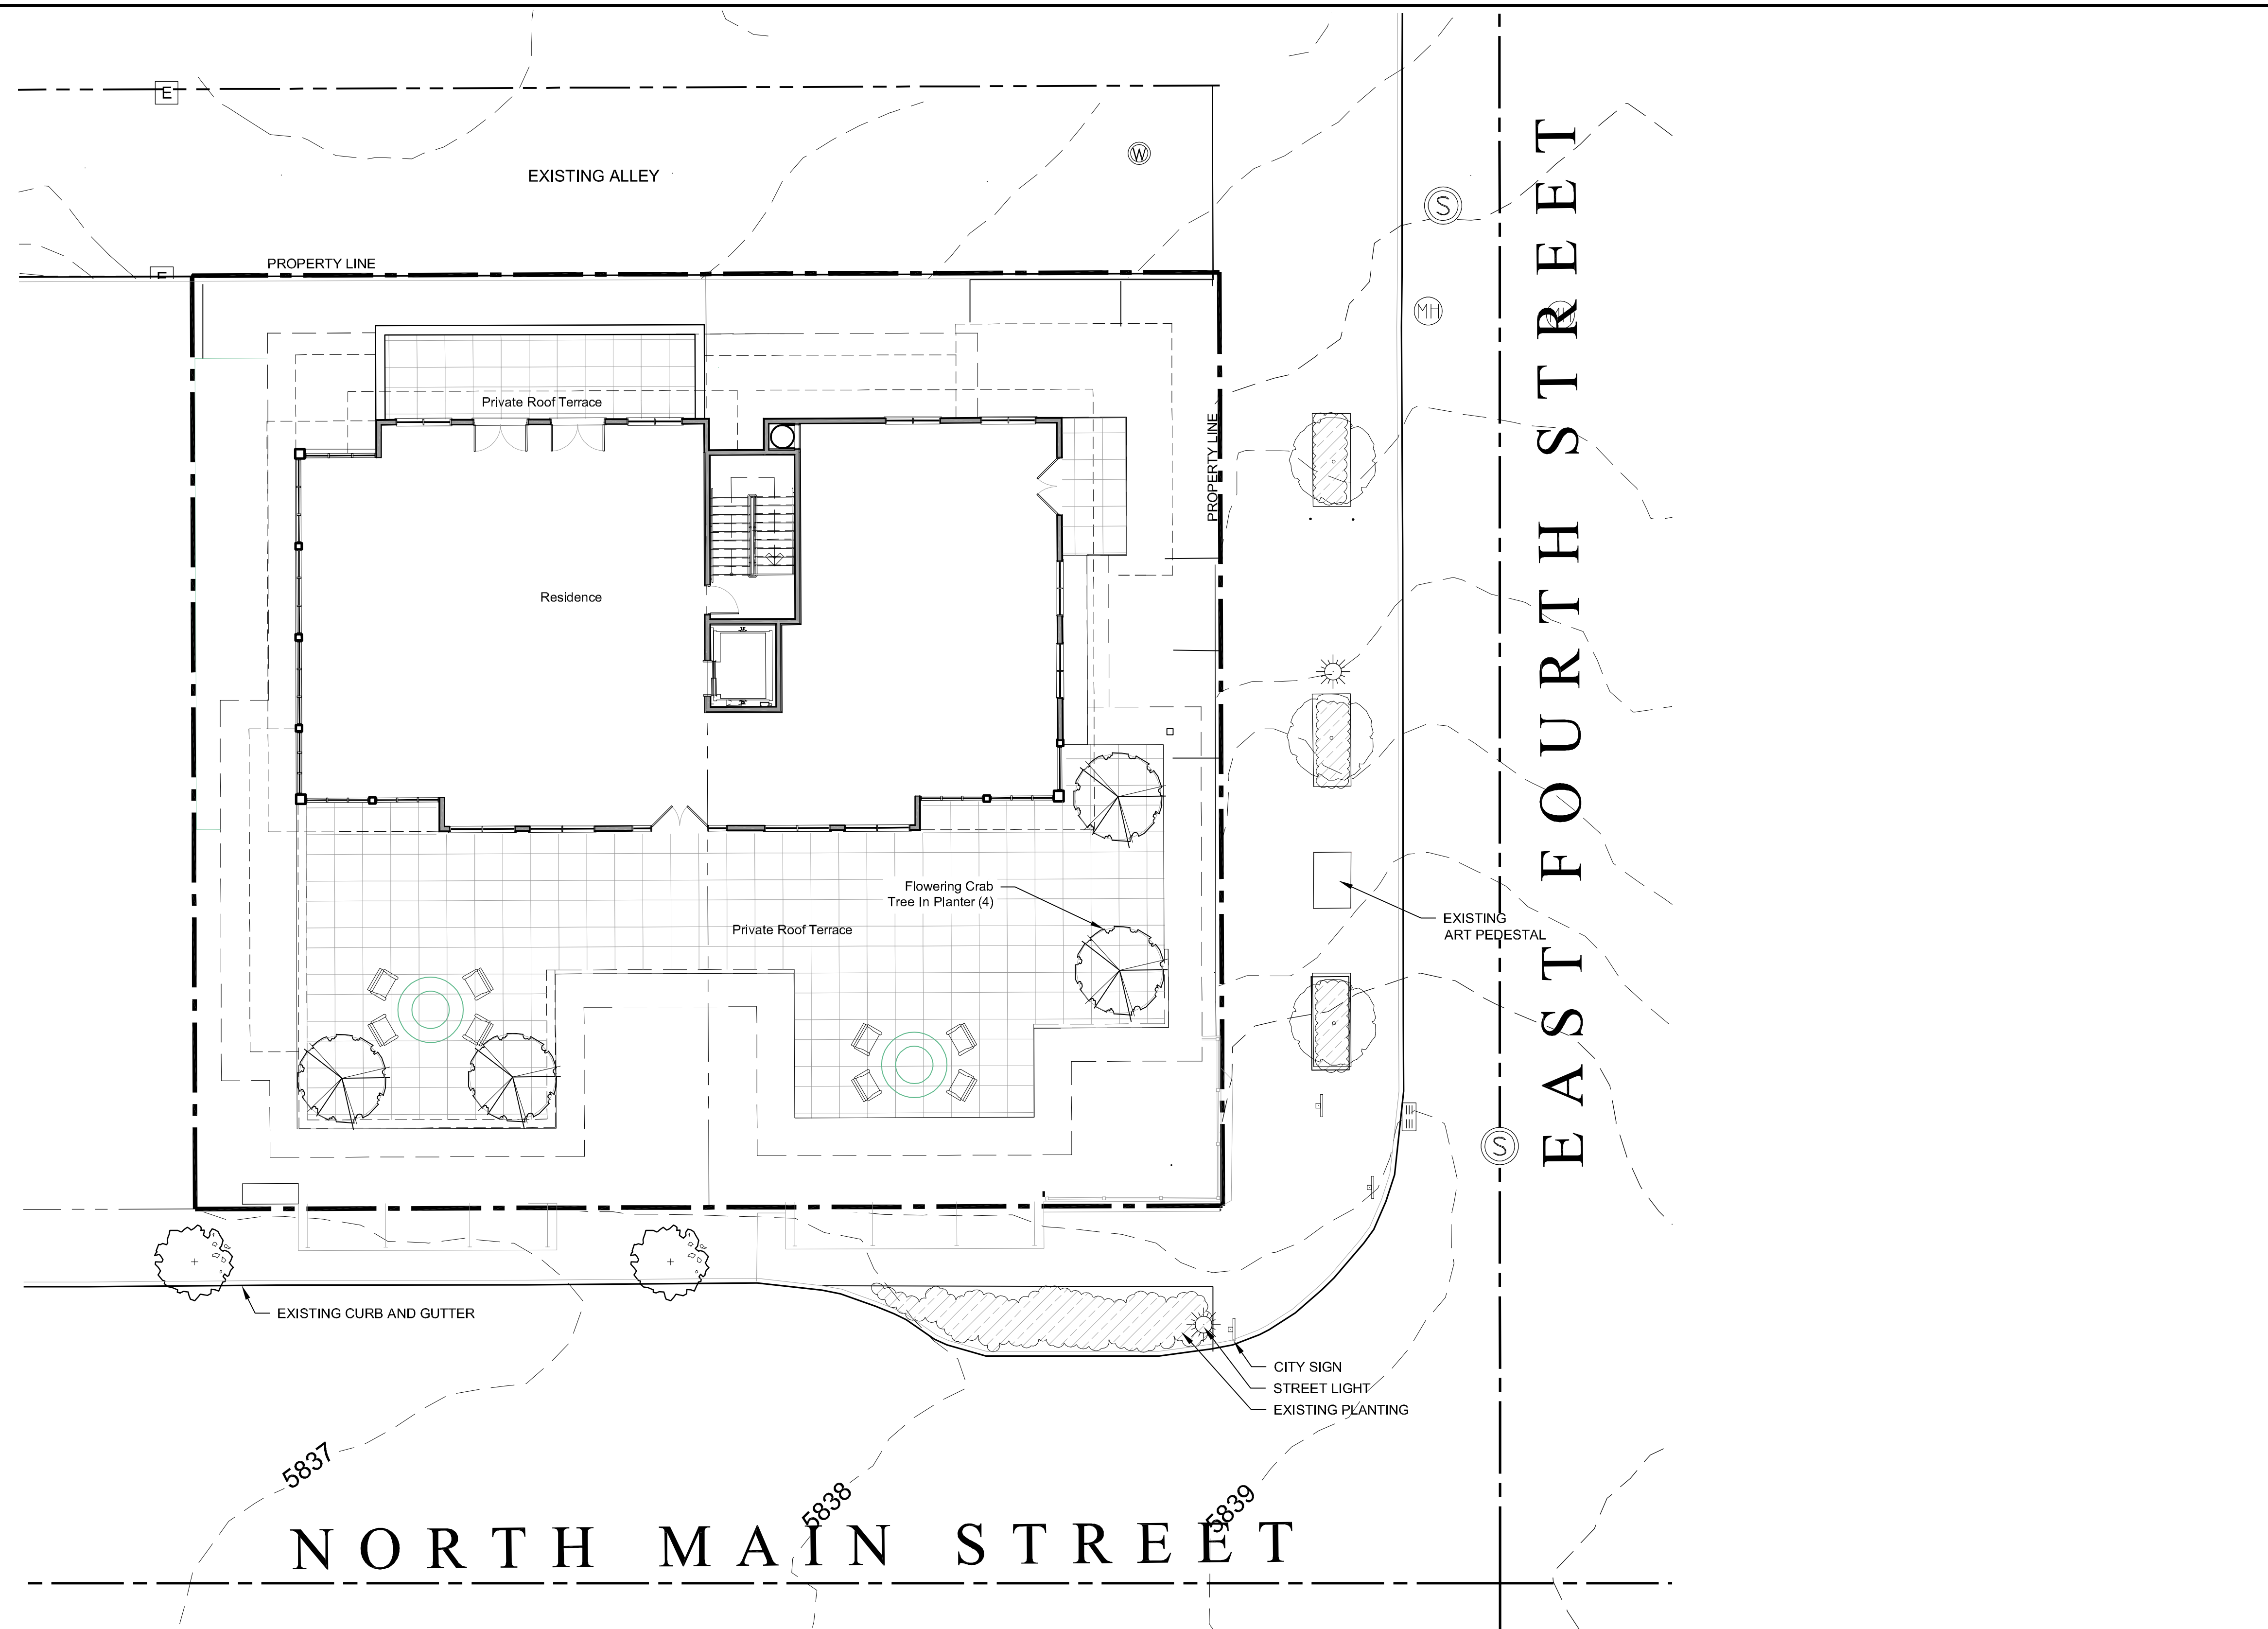 E
EXISTING ALLEY
W
S
PROPERTY LINE
E
MH
MH
Private Roof Terrace
PROPERTY LINE
EAST FOURTH STREET
Residence
Flowering Crab
Tree In Planter (4)
Private Roof Terrace
EXISTING
ART PEDESTAL
S
EXISTING CURB AND GUTTER
CITY SIGN
STREET LIGHT
EXISTING PLANTING
5837
5838
5839
NORTH MAIN STREET